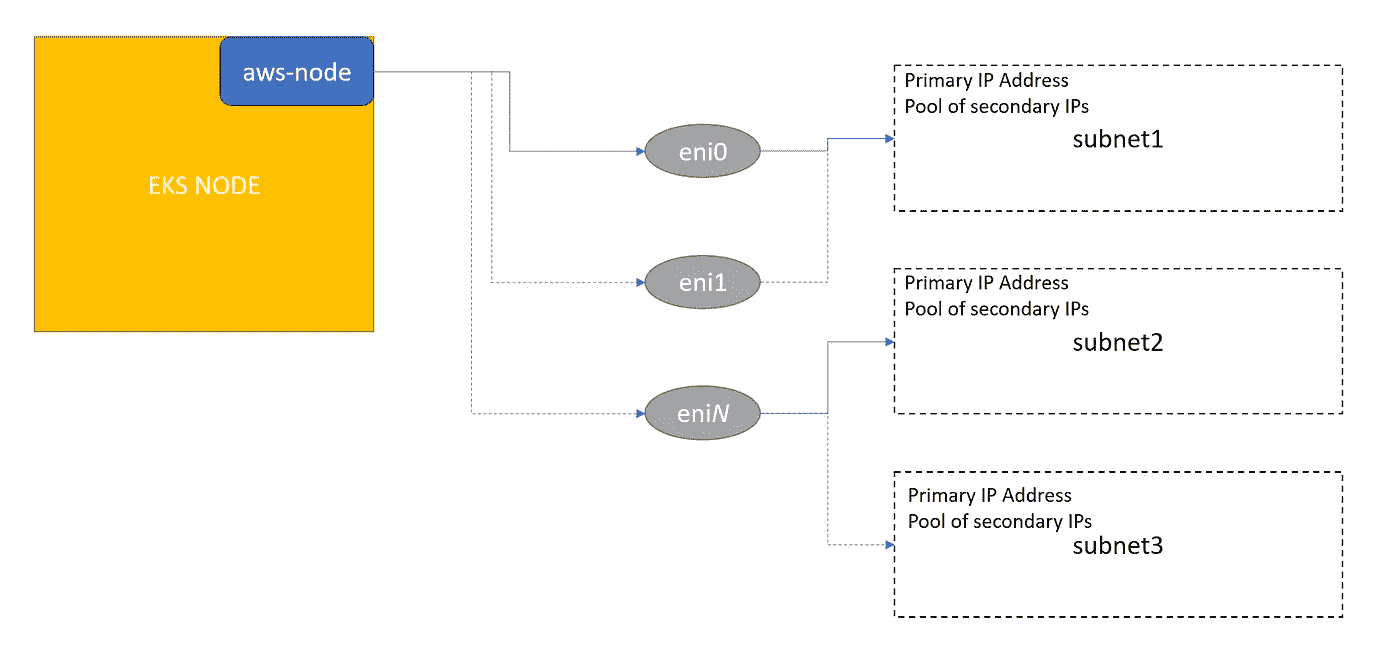 aws-node
EKS NODE
eni0
eni1
eniN
Primary IP Address
Pool of secondary IPs
subnet1
Primary IP Address
Pool of secondary IPs
subnet2
Primary IP Address
Pool of secondary IPs
subnet3